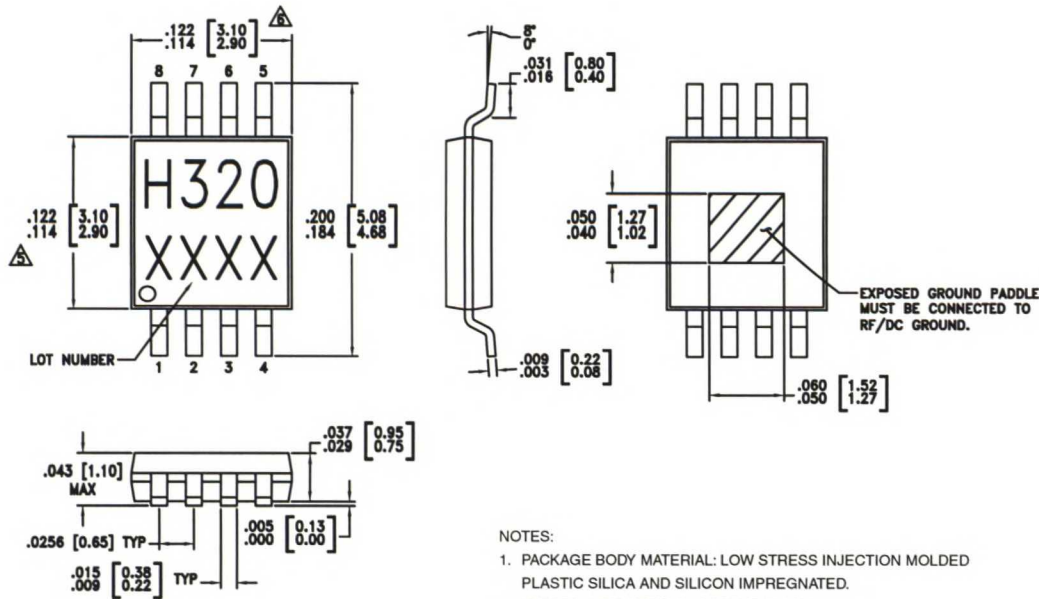 .122 [3.10]
.114 [2.90]
6
8 7 6 5
H320
XXXX
.122 [3.10]
.114 [2.90]
5
.200 [5.08]
.184 [4.68]
LOT NUMBER
1 2 3 4
8°
0°
.031 [0.80]
.016 [0.40]
.009 [0.22]
.003 [0.08]
.050 [1.27]
.040 [1.02]
EXPOSED GROUND PADDLE
MUST BE CONNECTED TO
RF/DC GROUND.
.060 [1.52]
.050 [1.27]
.043 [1.10]
MAX
.037 [0.95]
.029 [0.75]
.0256 [0.65] TYP
.005 [0.13]
.000 [0.00]
.015 [0.38]
.009 [0.22] TYP
NOTES:
1. PACKAGE BODY MATERIAL: LOW STRESS INJECTION MOLDED
PLASTIC SILICA AND SILICON IMPREGNATED.